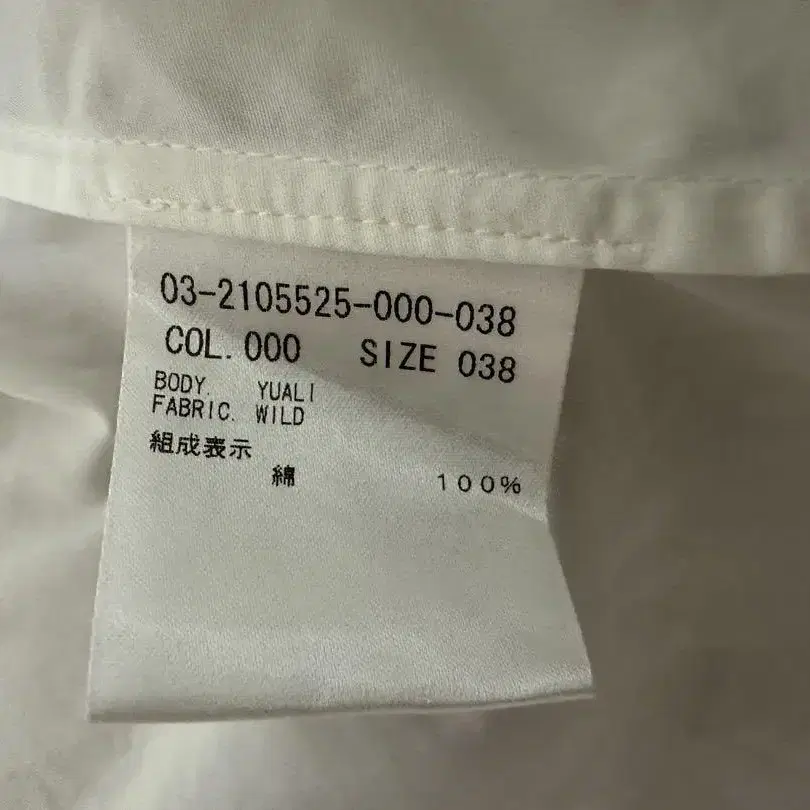 03-2105525-000-038
COL. 000 SIZE 038
BODY. YUALI
FABRIC. WILD
組成表示
綿 100%